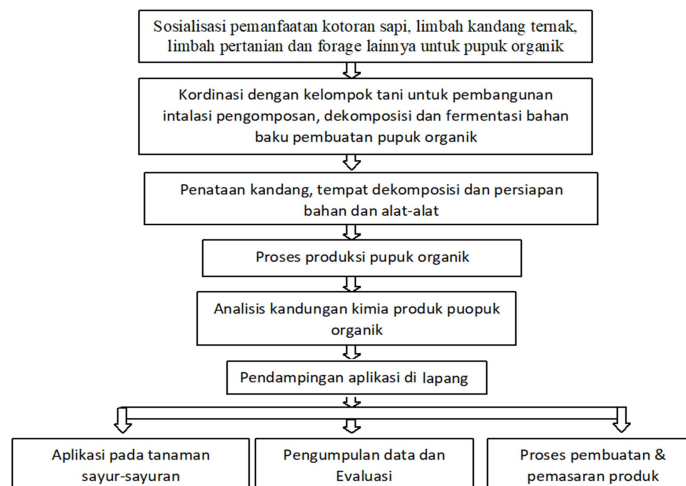 Sosialisasi pemanfaatan kotoran sapi, limbah kandang ternak,
limbah pertanian dan forage lainnya untuk pupuk organik
Kordinasi dengan kelompok tani untuk pembangunan
intalasi pengomposan, dekomposisi dan fermentasi bahan
baku pembuatan pupuk organik
Penataan kandang, tempat dekomposisi dan persiapan
bahan dan alat-alat
Proses produksi pupuk organik
Analisis kandungan kimia produk puopuk
organik
Pendampingan aplikasi di lapang
Aplikasi pada tanaman
sayur-sayuran
Pengumpulan data dan
Evaluasi
Proses pembuatan &
pemasaran produk